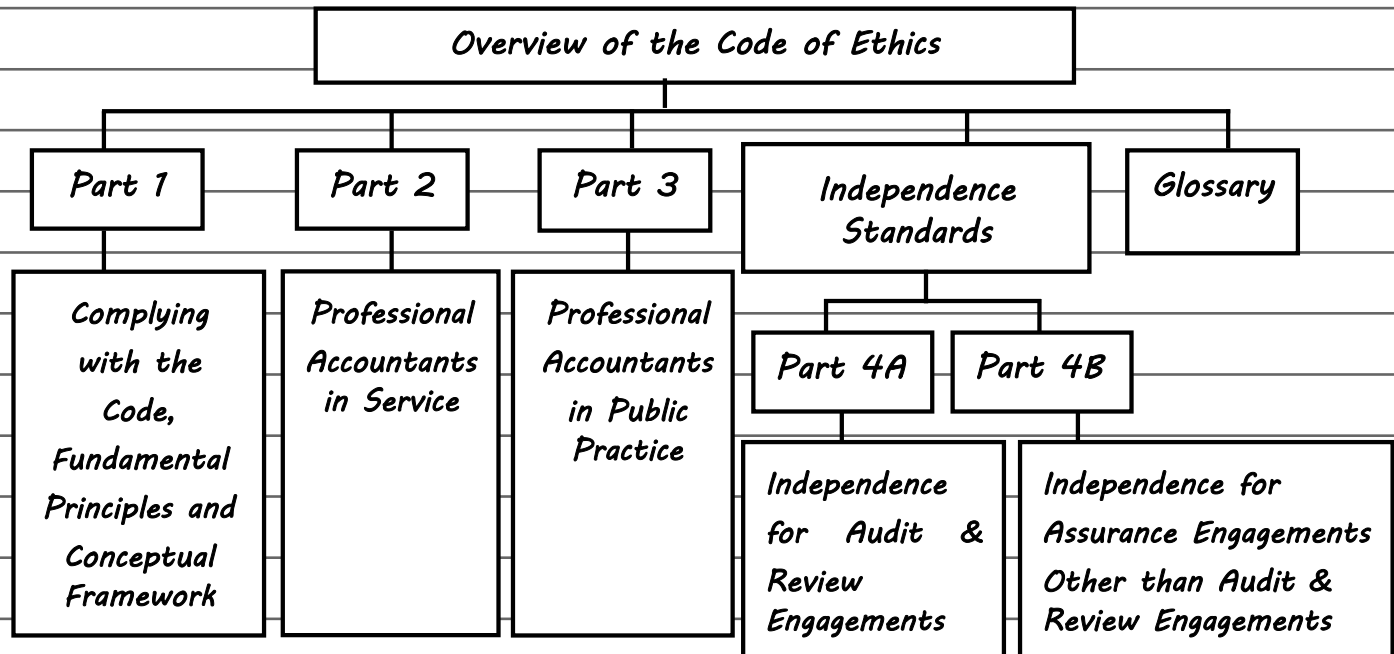 Overview of the Code of Ethics
Part 1
Part 2
Part 3
Independence
Standards
Glossary
Complying
with the
Code,
Fundamental
Principles and
Conceptual
Framework
Professional
Accountants
in Service
Professional
Accountants
in Public
Practice
Part 4A
Part 4B
Independence
for Audit &
Review
Engagements
Independence for
Assurance Engagements
Other than Audit &
Review Engagements